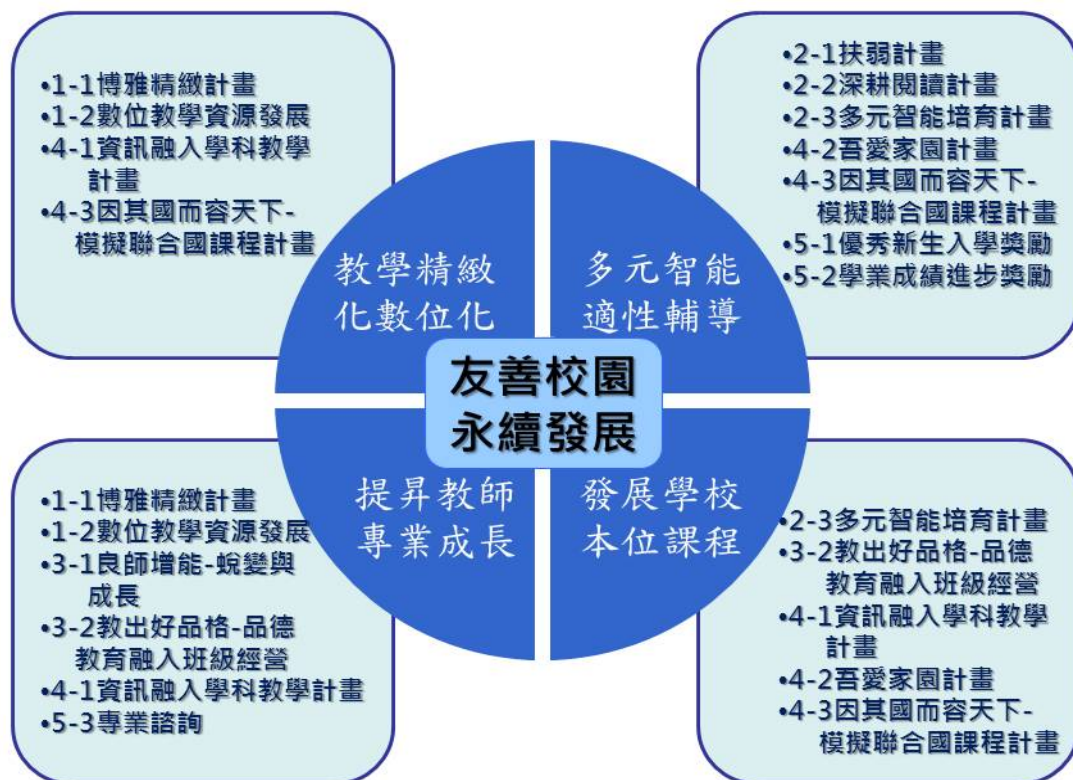 •1-1博雅精緻計畫
•1-2數位教學資源發展
•4-1資訊融入學科教學
計畫
•4-3因其國而容天下-
模擬聯合國課程計畫
•2-1扶弱計畫
•2-2深耕閱讀計畫
•2-3多元智能培育計畫
•4-2吾愛家園計畫
•4-3因其國而容天下-
模擬聯合國課程計畫
•5-1優秀新生入學獎勵
•5-2學業成績進步獎勵
教學精緻
化數位化
多元智能
適性輔導
友善校園
永續發展
提昇教師
專業成長
發展學校
本位課程
•1-1博雅精緻計畫
•1-2數位教學資源發展
•3-1良師增能-蛻變與
成長
•3-2教出好品格-品德
教育融入班級經營
•4-1資訊融入學科教學計畫
•5-3專業諮詢
•2-3多元智能培育計畫
•3-2教出好品格-品德
教育融入班級經營
•4-1資訊融入學科教學
計畫
•4-2吾愛家園計畫
•4-3因其國而容天下-
模擬聯合國課程計畫